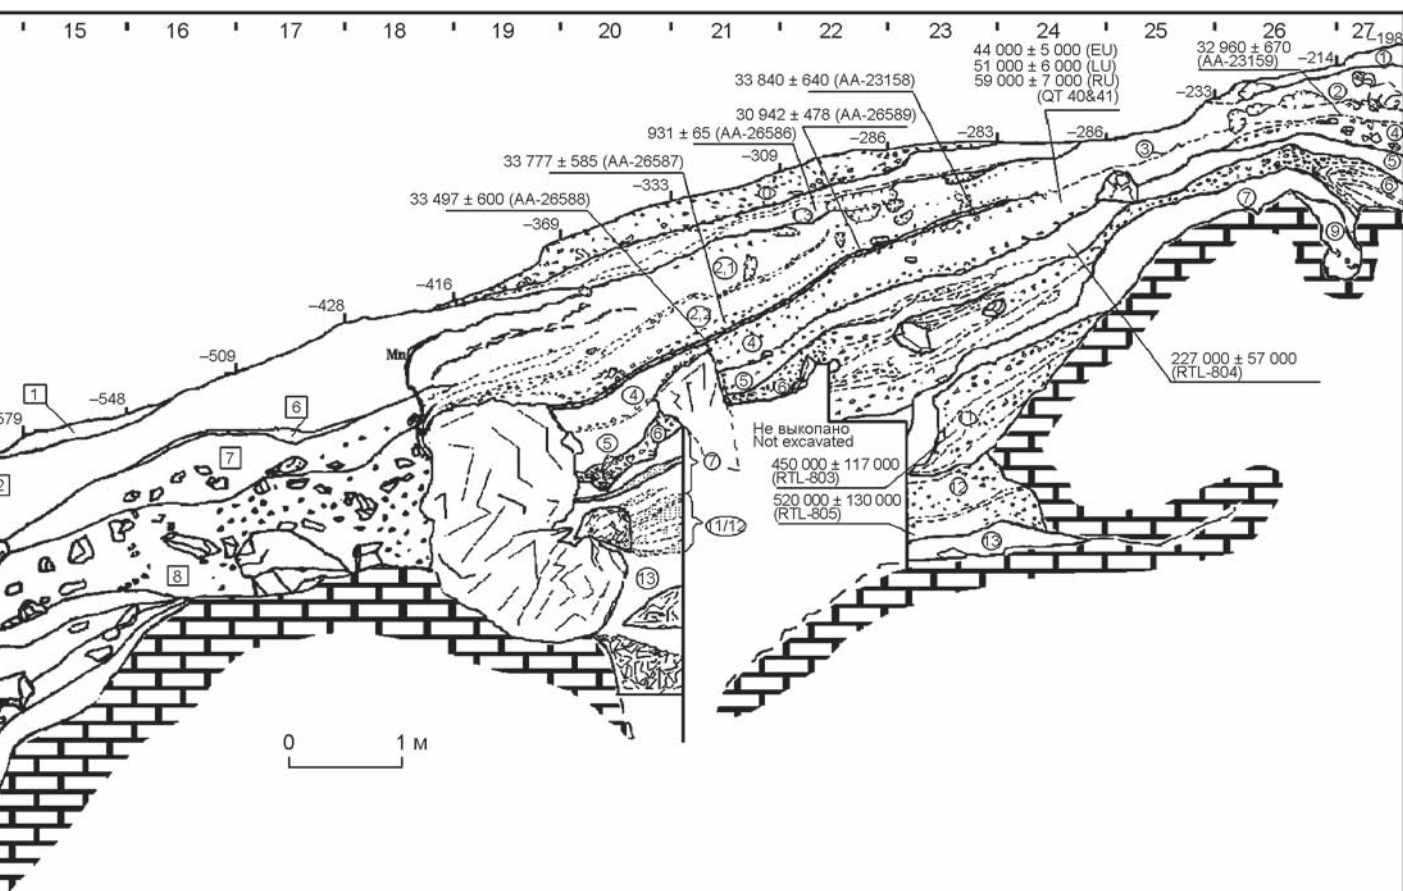 15 16 17 18 19 20 21 22 23 24 25 26 27
–198
44 000 ± 5 000 (EU)
51 000 ± 6 000 (LU)
59 000 ± 7 000 (RU)
(QT 40&41)
32 960 ± 670
(AA-23159)
–214
1
33 840 ± 640 (AA-23158)
–233
2
30 942 ± 478 (AA-26589)
931 ± 65 (AA-26586)
–286
–283
–286
3
4
33 777 ± 585 (AA-26587)
–309
5
–333
0
6
33 497 ± 600 (AA-26588)
7
–369
9
2,1
–416
–428
2,2
4
Mn
–509
227 000 ± 57 000
(RTL-804)
5
6
1
–548
6
4
579
11
Не выкопано
Not excavated
5
6
7
7
450 000 ± 117 000
(RTL-803)
2
12
520 000 ± 130 000
(RTL-805)
11/12
13
8
13
0 1 м